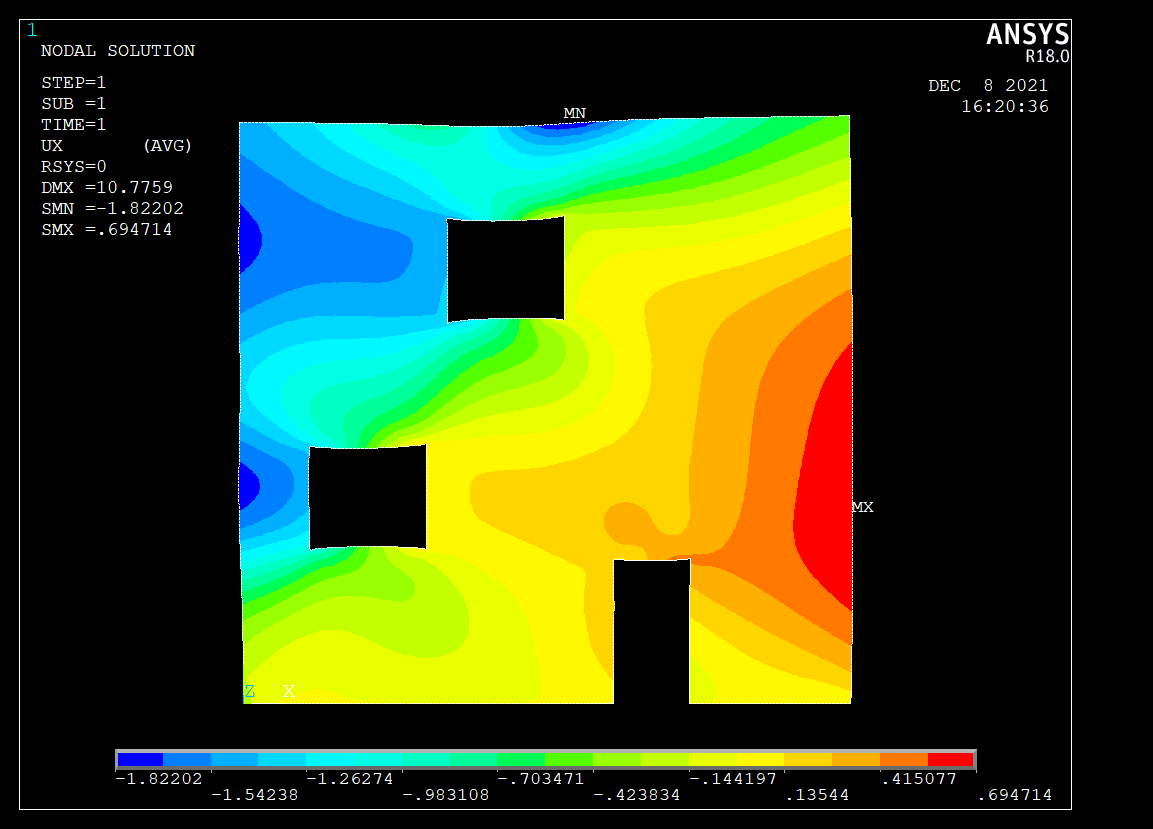 1
ANSYS
R18.0
NODAL SOLUTION
STEP=1
SUB =1
TIME=1
UX (AVG)
RSYS=0
DMX =10.7759
SMN =-1.82202
SMX =.694714
DEC 8 2021
16:20:36
MN
MX
Z X
-1.82202 -1.26274 -.703471 -.144197 .415077
-1.54238 -.983108 -.423834 .13544 .694714